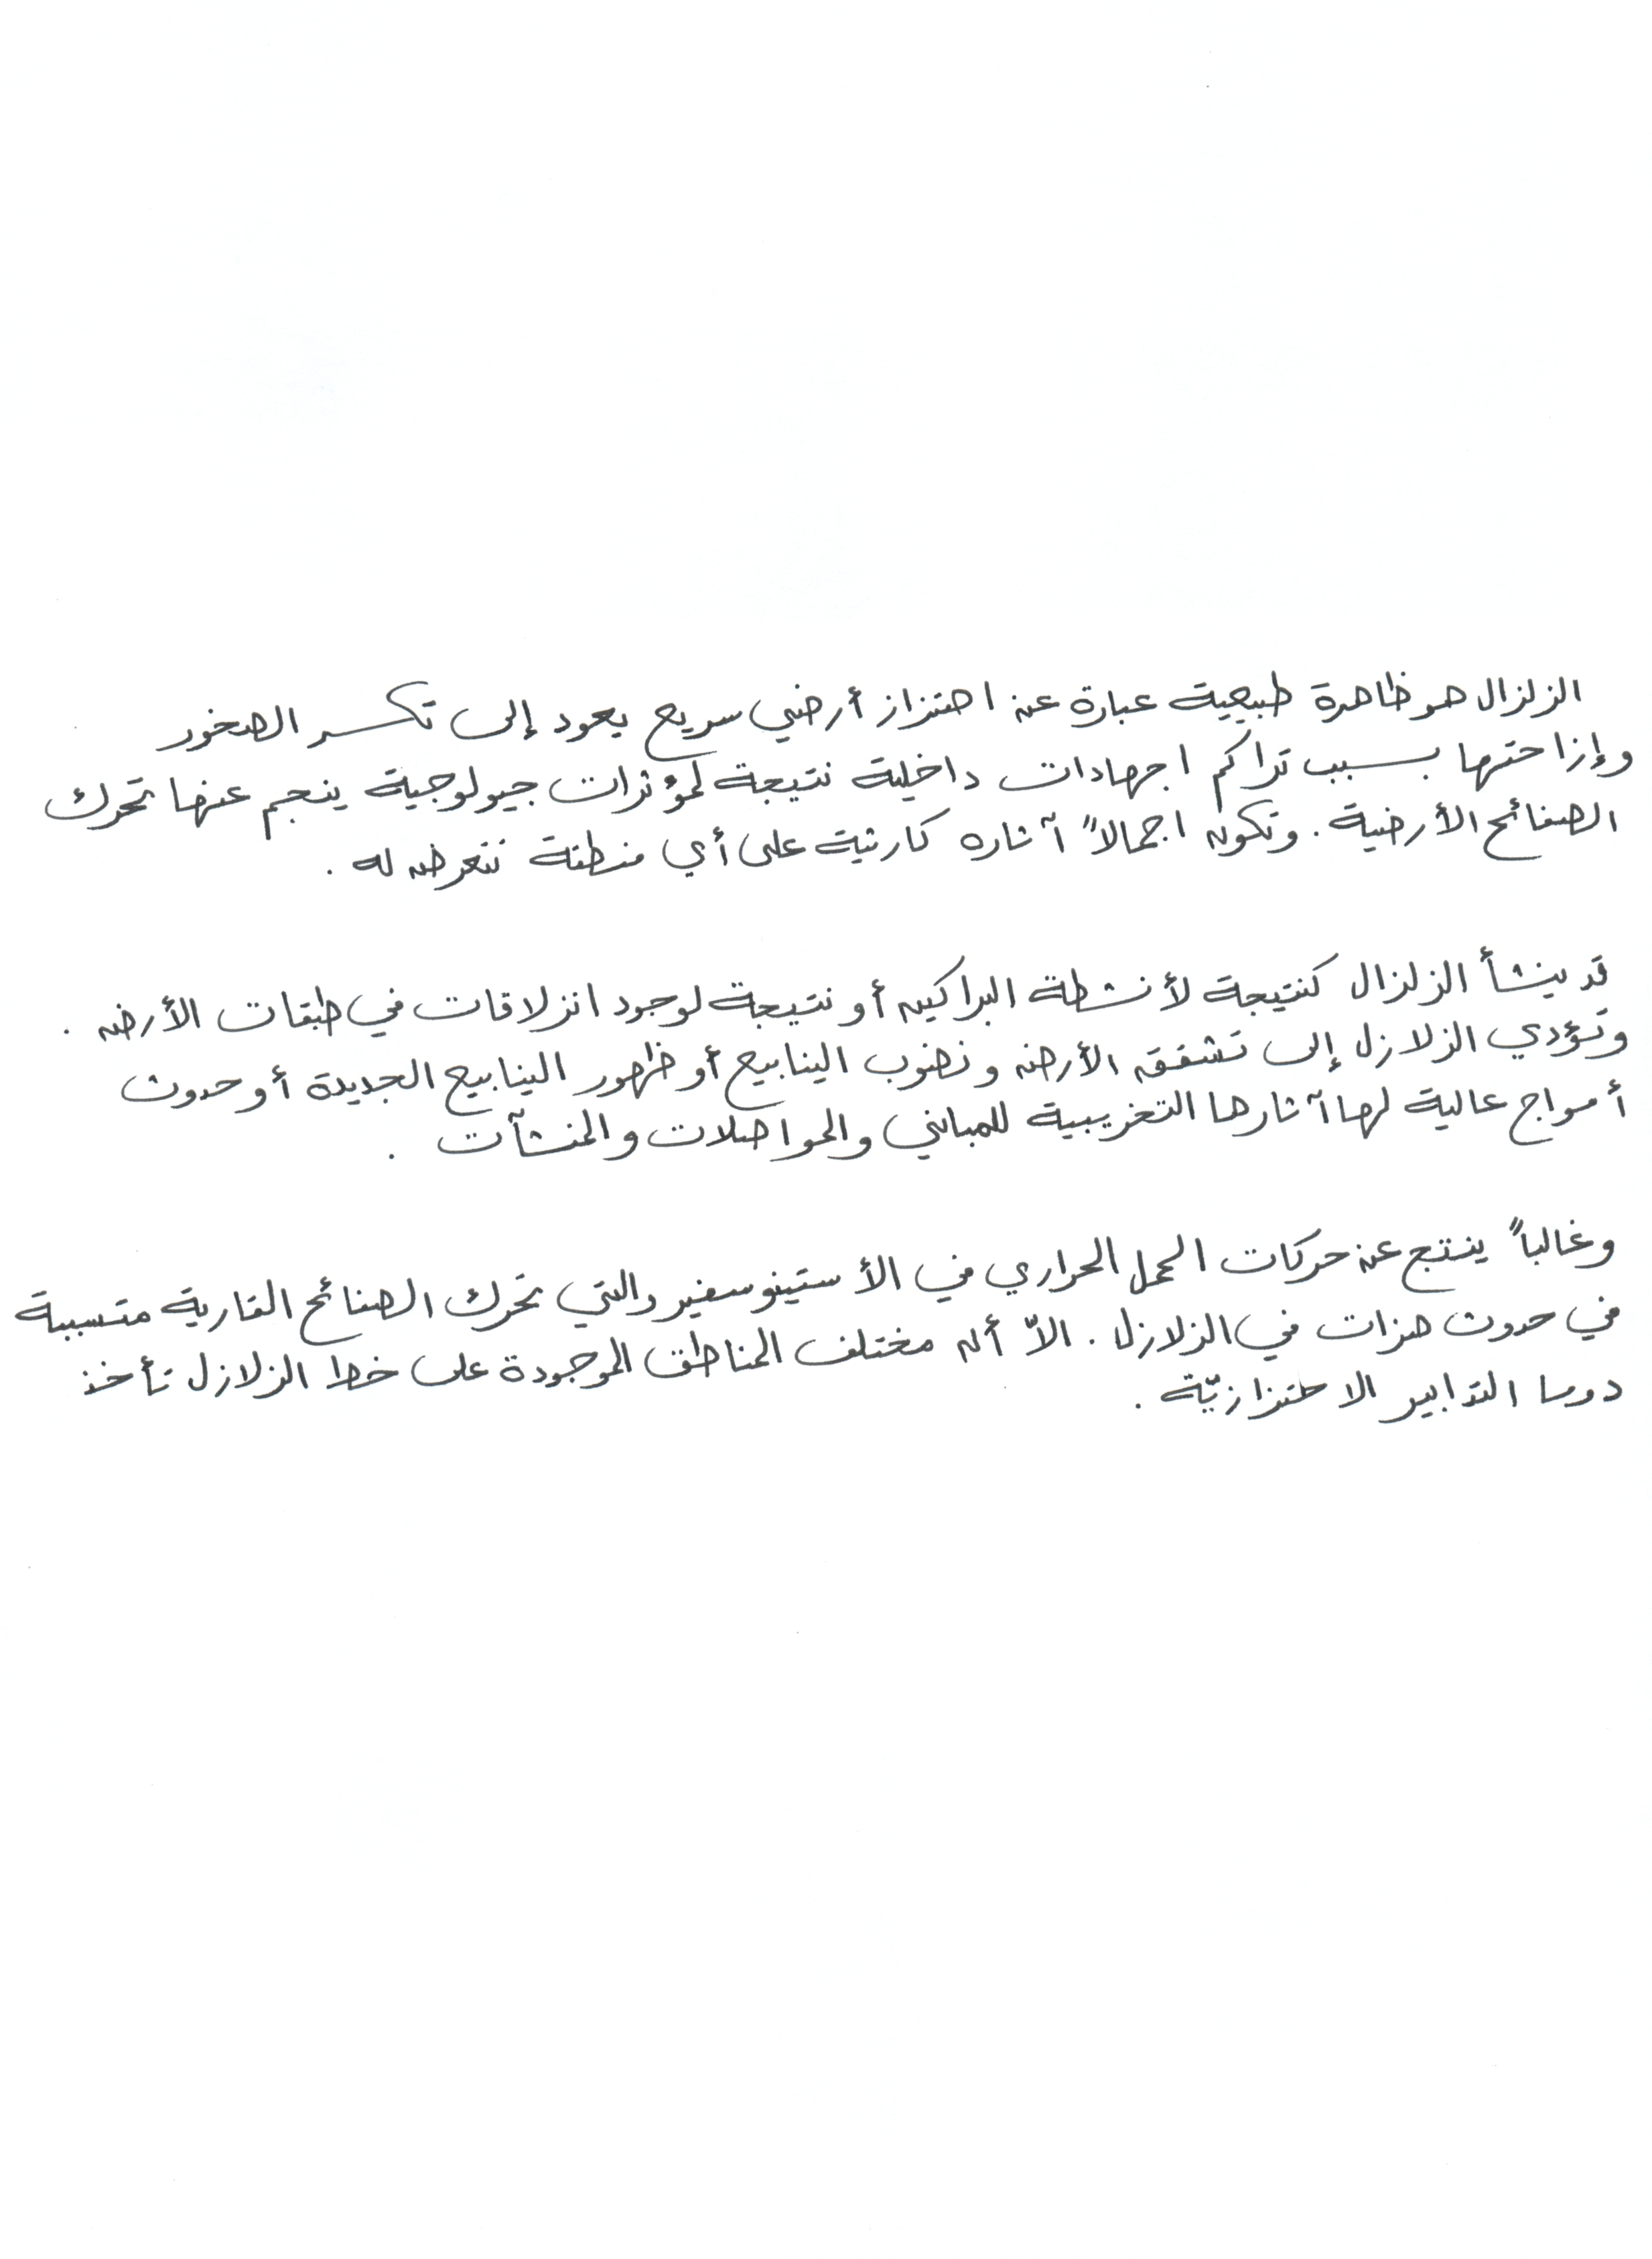 الزلزال هو ظاهرة طبيعية عبارة عن اهتزاز أرضي سريع يعود إلى تكسر الصخور
وإزاحتها بسبب تراكم اجهادات داخلية نتيجة لمؤثرات جيولوجية ينجم عنها تحرك
الصفائح الأرضية. وتكون اجمالاً آثاره كارثية على أي منطقة تتعرض له .
قد ينشأ الزلزال كنتيجة لأنشطة البراكين أو نتيجة لوجود انزلاقات في طبقات الأرض .
وتؤدي الزلازل إلى تشقق الأرض ونضوب الينابيع أو ظهور الينابيع الجديدة أو حدوث
أمواج عالية لها آثارها التخريبية للمباني والمواصلات والمنشآت .
وغالباً ينتج عن حركات الحمل الحراري في الأستينوسفير والتي تحرك الصفائح القارية متسببة
في حدوث هزات في الزلازل . الاّ أن مختلف المناطق الموجودة على خط الزلازل تأخذ
دوما التدابير الاحترازيّة .